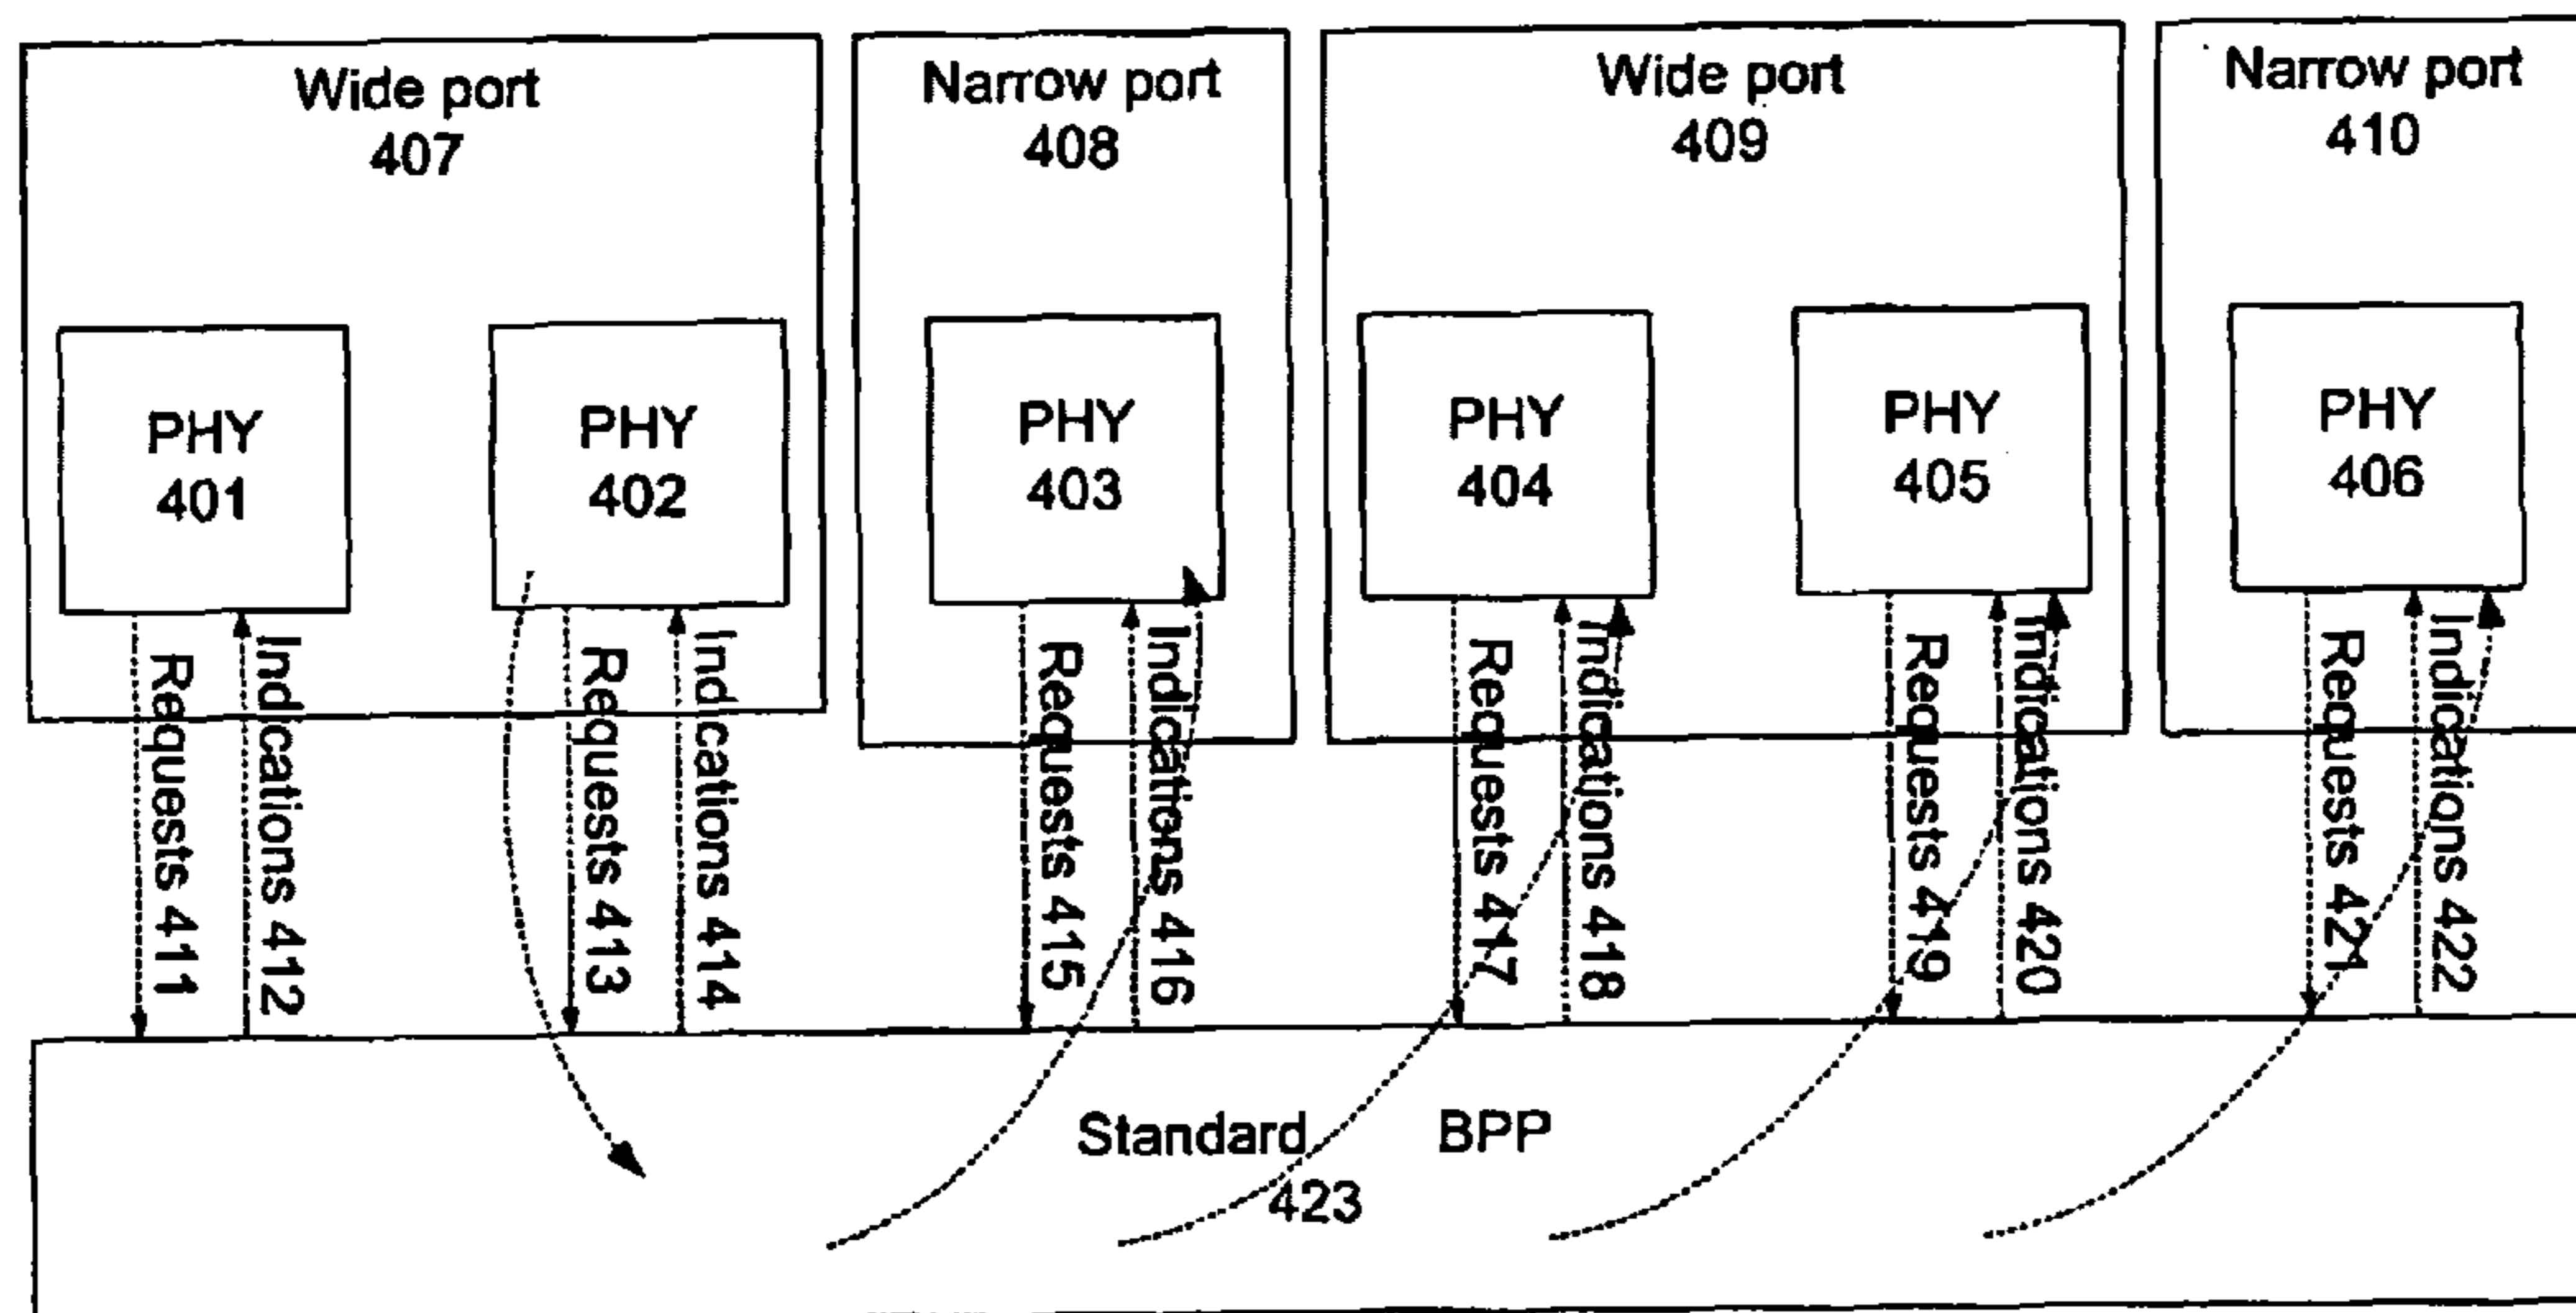 Wide port
407
Narrow port
408
Wide port
409
Narrow port
410
PHY
401
PHY
402
PHY
403
PHY
404
PHY
405
PHY
406
Requests 411
Indications 412
Requests 413
Indications 414
Requests 415
Indications 416
Requests 417
Indications 418
Requests 419
Indications 420
Requests 421
Indications 422
Standard BPP
423